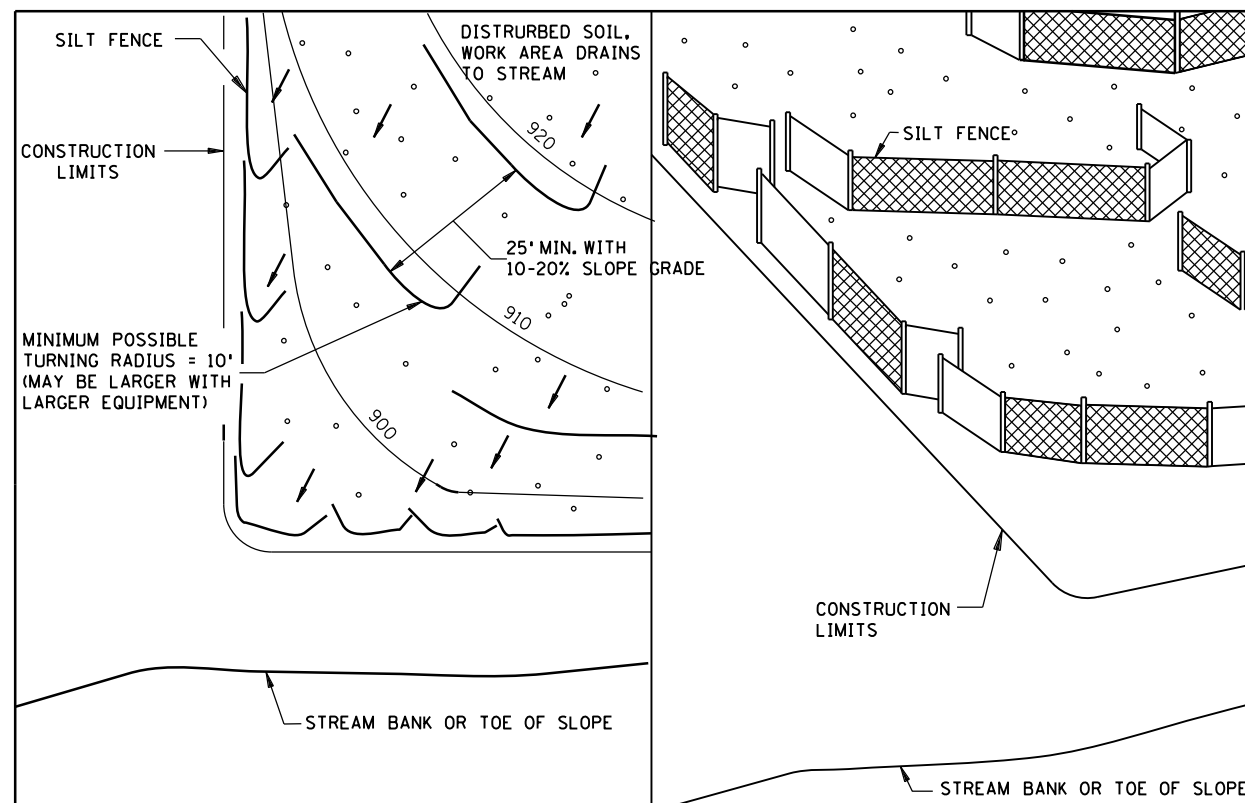 SILT FENCE
DISTRURBED SOIL,
WORK AREA DRAINS
TO STREAM
CONSTRUCTION
LIMITS
920
25' MIN. WITH
10-20% SLOPE GRADE
910
MINIMUM POSSIBLE
TURNING RADIUS = 10'
(MAY BE LARGER WITH
LARGER EQUIPMENT)
900
STREAM BANK OR TOE OF SLOPE
SILT FENCE
CONSTRUCTION
LIMITS
STREAM BANK OR TOE OF SLOPE